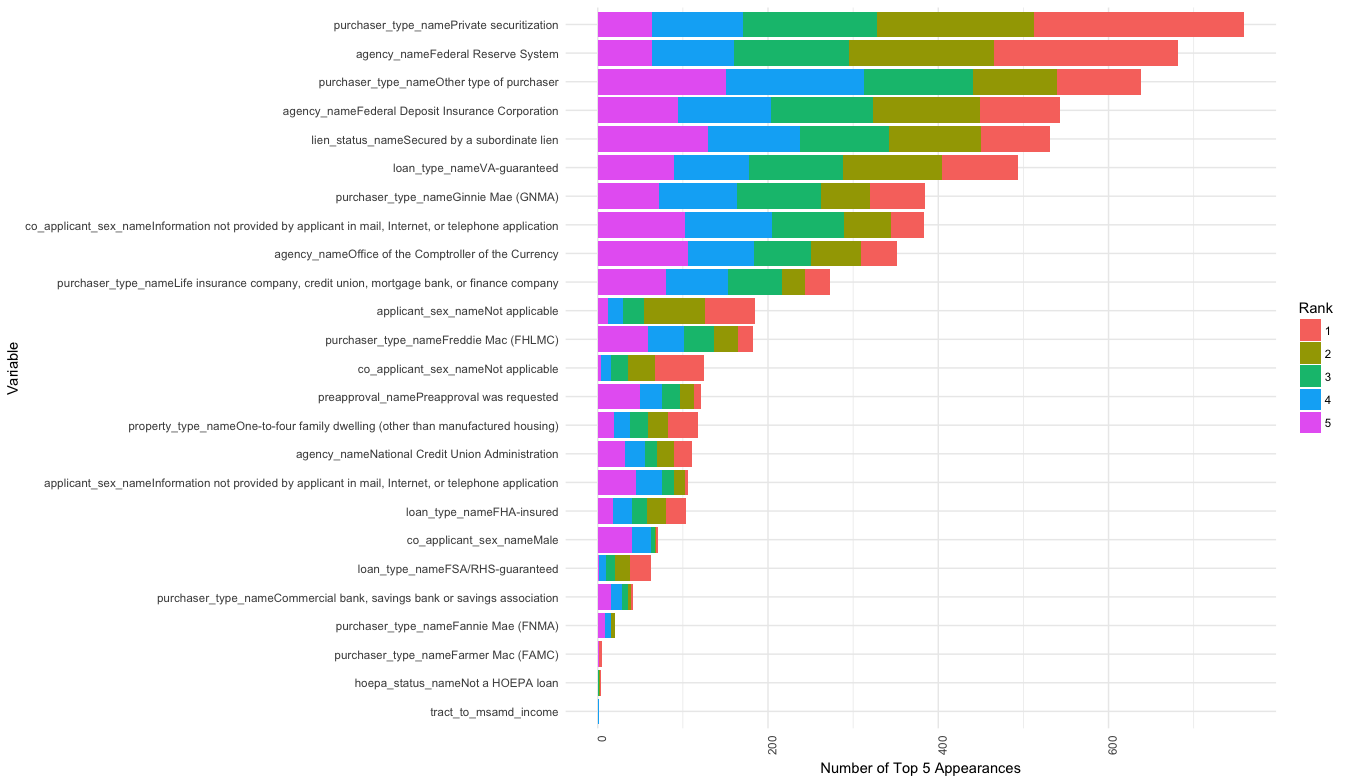 purchaser_type_namePrivate securitization
agency_nameFederal Reserve System
purchaser_type_nameOther type of purchaser
agency_nameFederal Deposit Insurance Corporation
lien_status_nameSecured by a subordinate lien
loan_type_nameVA-guaranteed
purchaser_type_nameGinnie Mae (GNMA)
co_applicant_sex_nameInformation not provided by applicant in mail, Internet, or telephone application
agency_nameOffice of the Comptroller of the Currency
purchaser_type_nameLife insurance company, credit union, mortgage bank, or finance company
applicant_sex_nameNot applicable
purchaser_type_nameFreddie Mac (FHLMC)
co_applicant_sex_nameNot applicable
preapproval_namePreapproval was requested
property_type_nameOne-to-four family dwelling (other than manufactured housing)
agency_nameNational Credit Union Administration
applicant_sex_nameInformation not provided by applicant in mail, Internet, or telephone application
loan_type_nameFHA-insured
co_applicant_sex_nameMale
loan_type_nameFSA/RHS-guaranteed
purchaser_type_nameCommercial bank, savings bank or savings association
purchaser_type_nameFannie Mae (FNMA)
purchaser_type_nameFarmer Mac (FAMC)
hoepa_status_nameNot a HOEPA loan
tract_to_msamd_income
Variable
0
200
400
600
Number of Top 5 Appearances
Rank
1
2
3
4
5